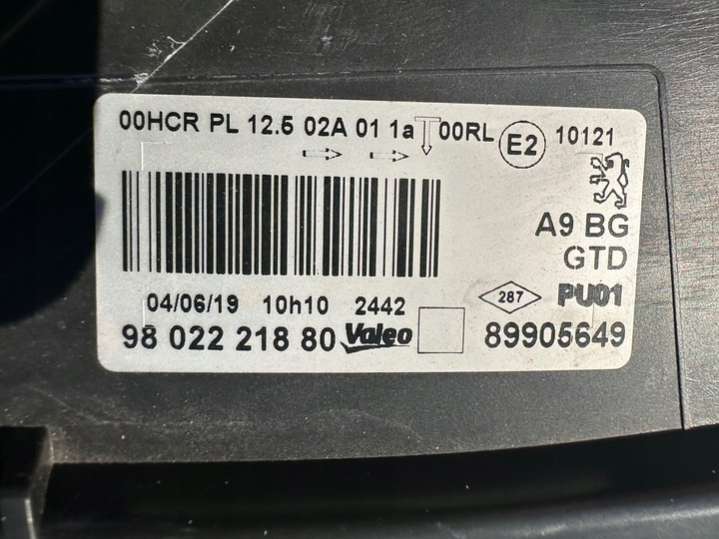 00HCR PL 12.5 02A 01 1a 00RL E2 10121
A9 BG
GTD
04/06/19 10h10 2442 287 PU01
98 022 218 80 Valeo 89905649